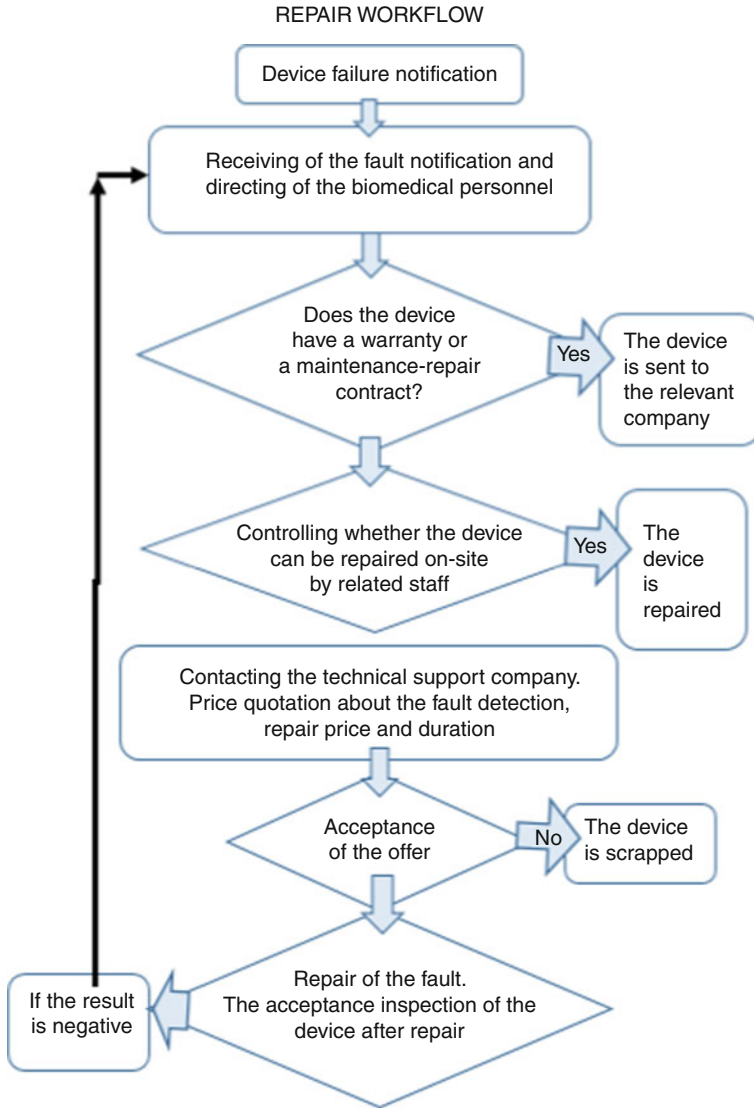 REPAIR WORKFLOW
Device failure notification
Receiving of the fault notification and
directing of the biomedical personnel
Does the device
have a warranty or
a maintenance-repair
contract?
Yes
The device
is sent to
the relevant
company
Controlling whether the device
can be repaired on-site
by related staff
Yes
The
device
is
repaired
Contacting the technical support company.
Price quotation about the fault detection,
repair price and duration
Acceptance
of the offer
No
The device
is scrapped
Repair of the fault.
The acceptance inspection of the
device after repair
If the result
is negative